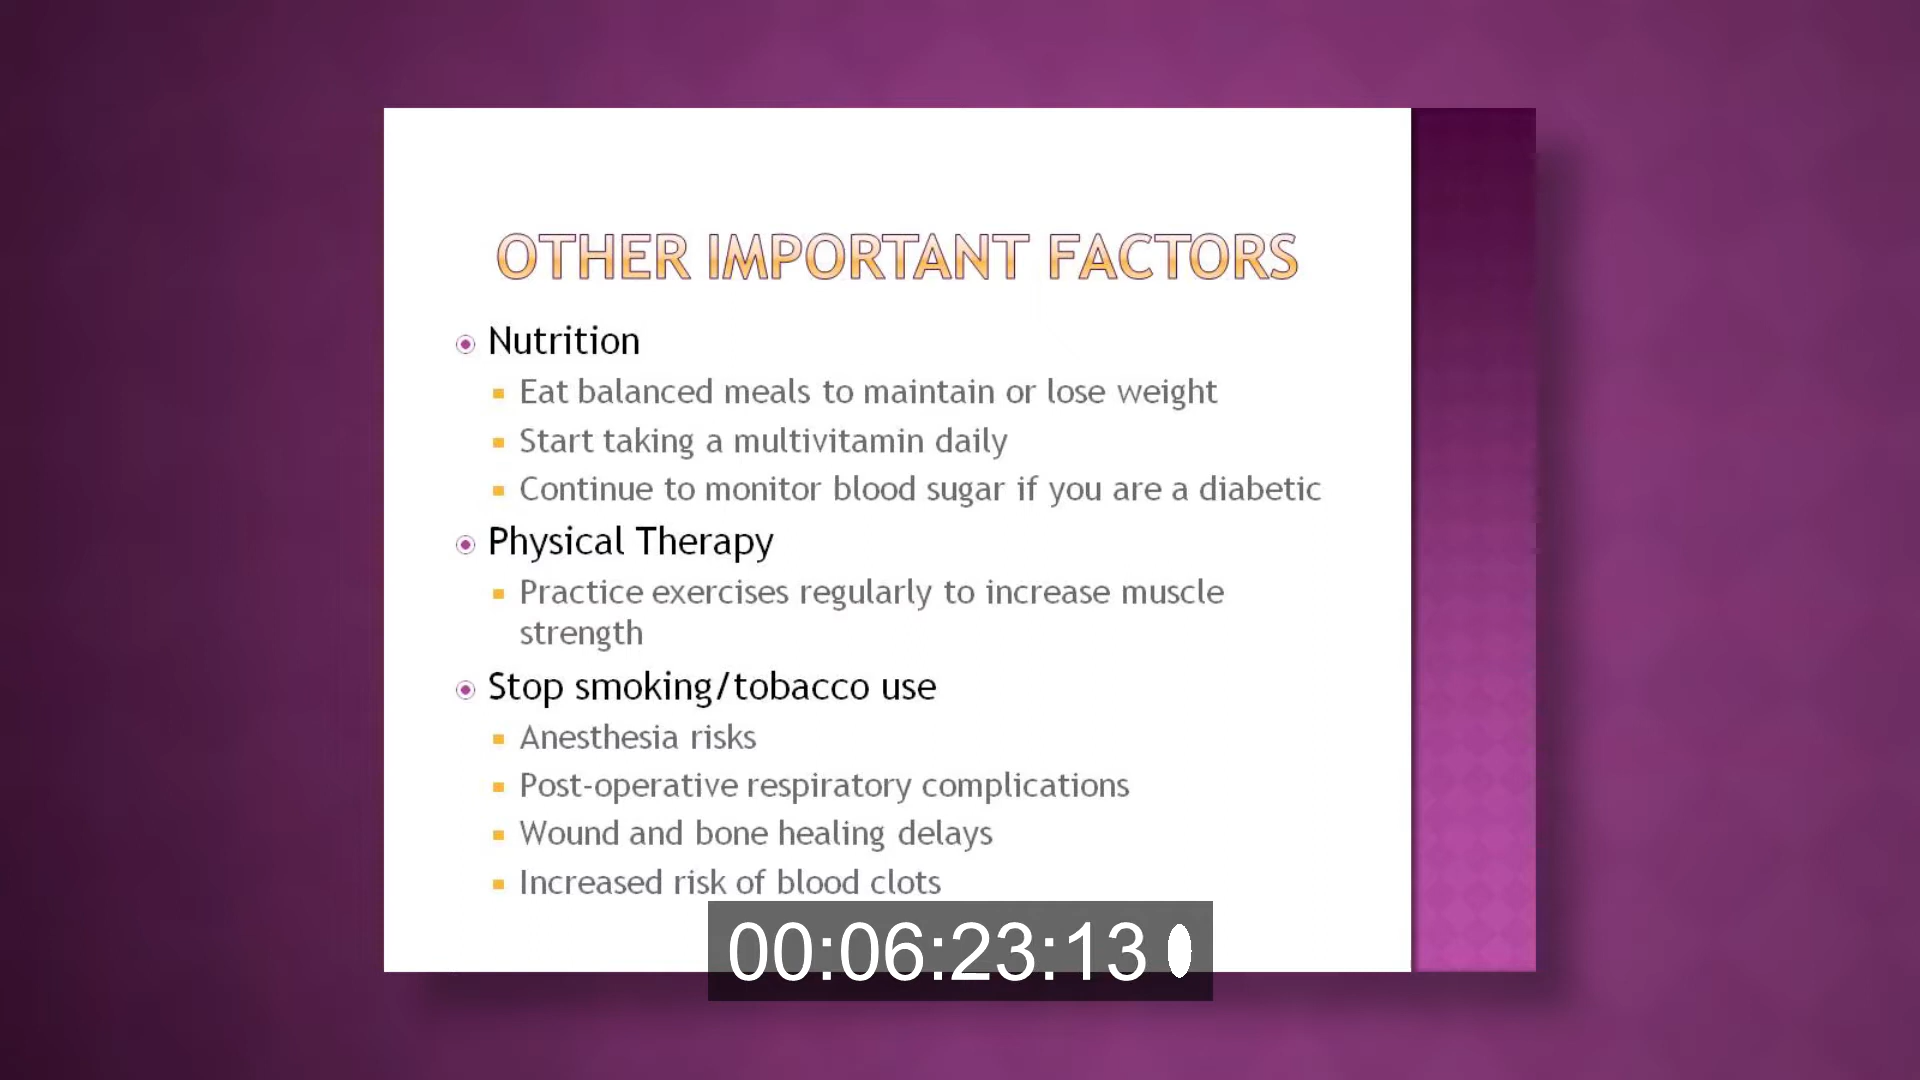 OTHER IMPORTANT FACTORS
Nutrition
Eat balanced meals to maintain or lose weight
Start taking a multivitamin daily
Continue to monitor blood sugar if you are a diabetic
Physical Therapy
Practice exercises regularly to increase muscle
strength
Stop smoking/tobacco use
Anesthesia risks
Post-operative respiratory complications
Wound and bone healing delays
Increased risk of blood clots
00:06:23:13